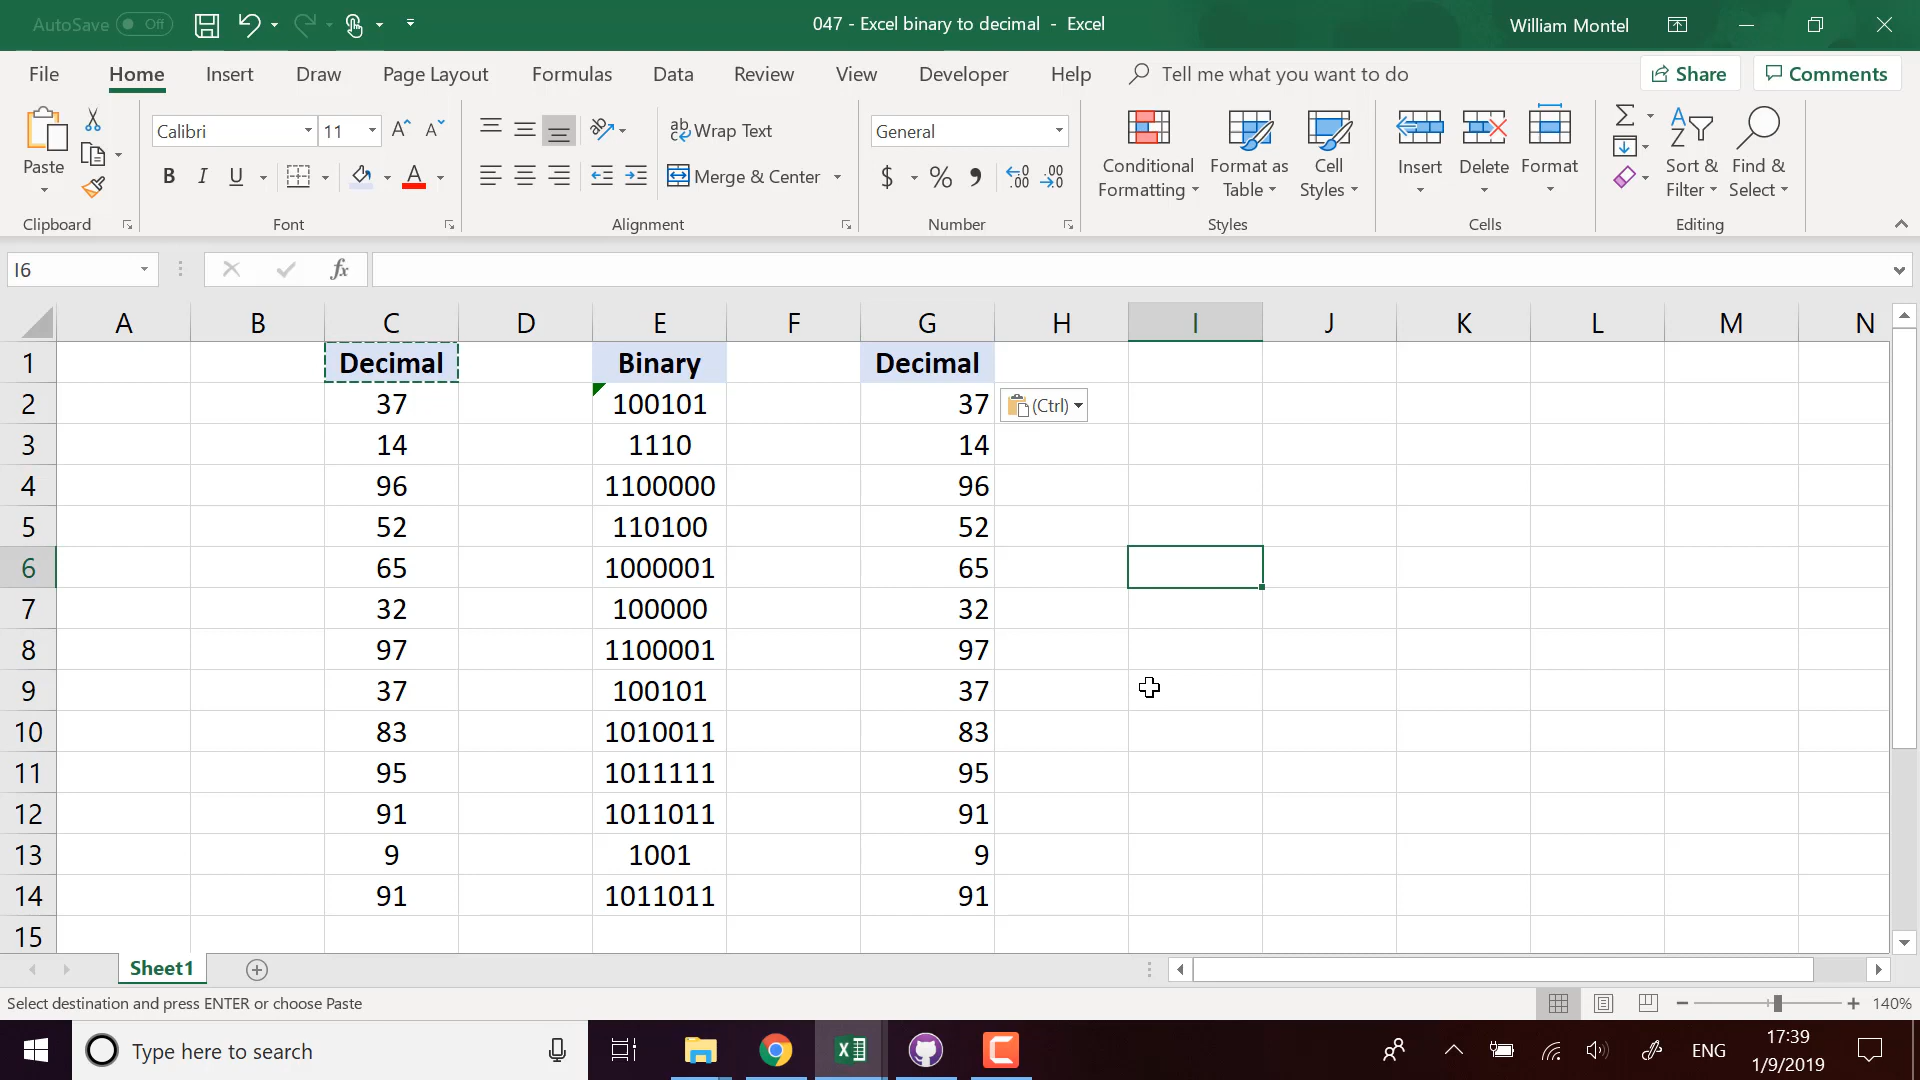 AutoSave Off
047 - Excel binary to decimal - Excel
William Montel
File Home Insert Draw Page Layout Formulas Data Review View Developer Help Tell me what you want to do Share Comments
Paste
Clipboard
Calibri 11
B I U A
Font
Wrap Text
Merge & Center
Alignment
General
$ % 9 .00 .00
Number
Conditional Formatting
Format as Table
Cell Styles
Styles
Insert Delete Format
Cells
Sort & Filter
Find & Select
Editing
I6 fx
A B C D E F G H I J K L M N
1 Decimal Binary Decimal
2 37 100101 37 (Ctrl)
3 14 1110 14
4 96 1100000 96
5 52 110100 52
6 65 1000001 65
7 32 100000 32
8 97 1100001 97
9 37 100101 37
10 83 1010011 83
11 95 1011111 95
12 91 1011011 91
13 9 1001 9
14 91 1011011 91
15
Sheet1
Select destination and press ENTER or choose Paste
140%
Type here to search
ENG
17:39
1/9/2019